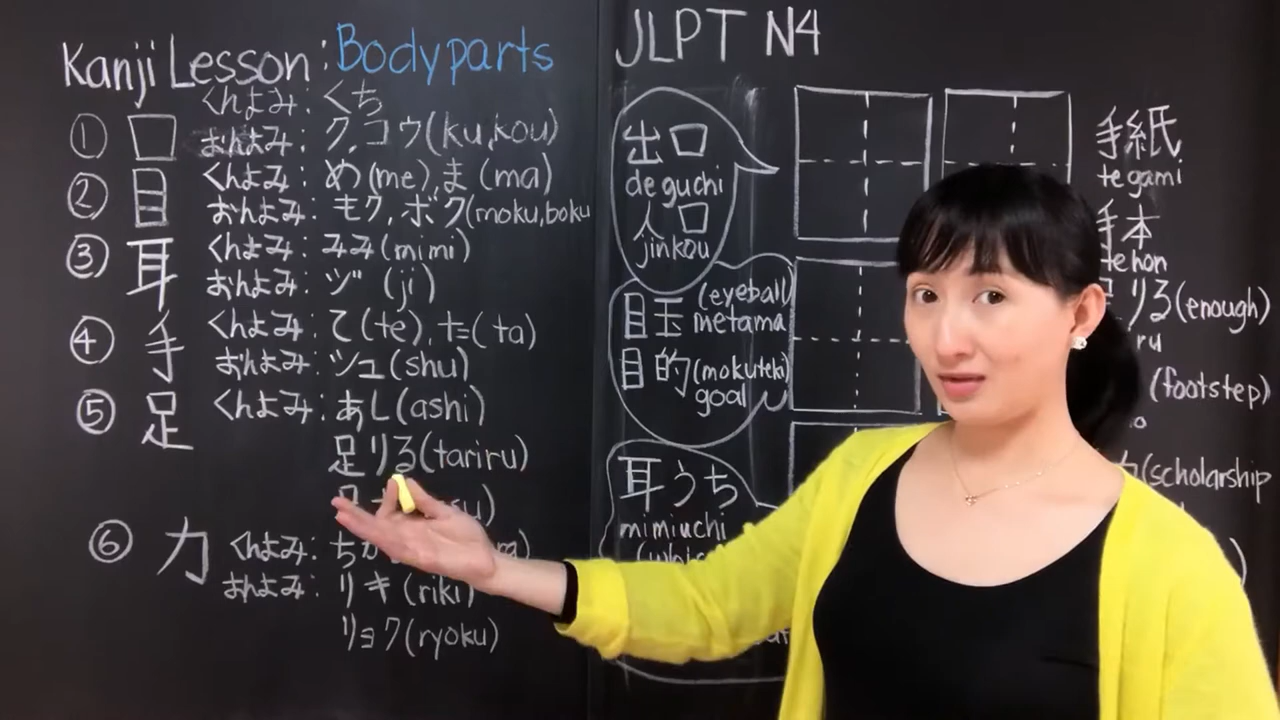 Kanji Lesson: Body parts
くんよみ: くち
① 口 おんよみ: ク,コウ(ku,kou)
② 目 くんよみ: め(me),ま(ma)
おんよみ: モク,ボク(moku,boku
③ 耳 くんよみ: みみ(mimi)
おんよみ: ヅ(ji)
④ 手 くんよみ: て(te),た(ta)
おんよみ: シュ(shu)
⑤ 足 くんよみ: あし(ashi)
足りる(tariru)
足
⑥ 力 くんよみ: ちか
おんよみ: リキ(riki)
リョク(ryoku)
JLPT N4
出口
deguchi
人口
jinkou
目玉 (eyeball)
metama
目的 (mokuteki)
goal
耳うち
mimiuchi
手紙
tegami
手本
tehon
りる(enough)
ru
(footstep)
(scholarship